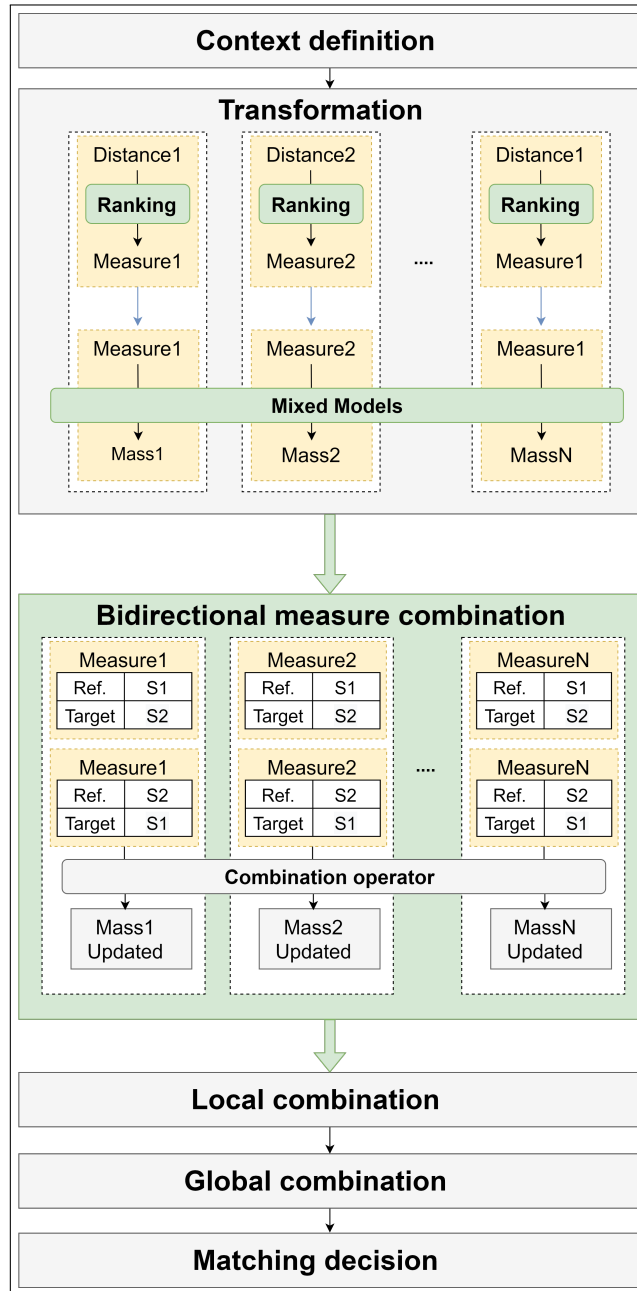 Context definition
Transformation
Distance1 Distance2 Distance1
Ranking Ranking Ranking
Measure1 Measure2 .... Measure1
Measure1 Measure2 Measure1
Mixed Models
Mass1 Mass2 MassN
Bidirectional measure combination
Measure1 Measure2 MeasureN
Ref. S1 Ref. S1 Ref. S1
Target S2 Target S2 Target S2
Measure1 Measure2 .... MeasureN
Ref. S2 Ref. S2 Ref. S2
Target S1 Target S1 Target S1
Combination operator
Mass1 Mass2 MassN
Updated Updated Updated
Local combination
Global combination
Matching decision